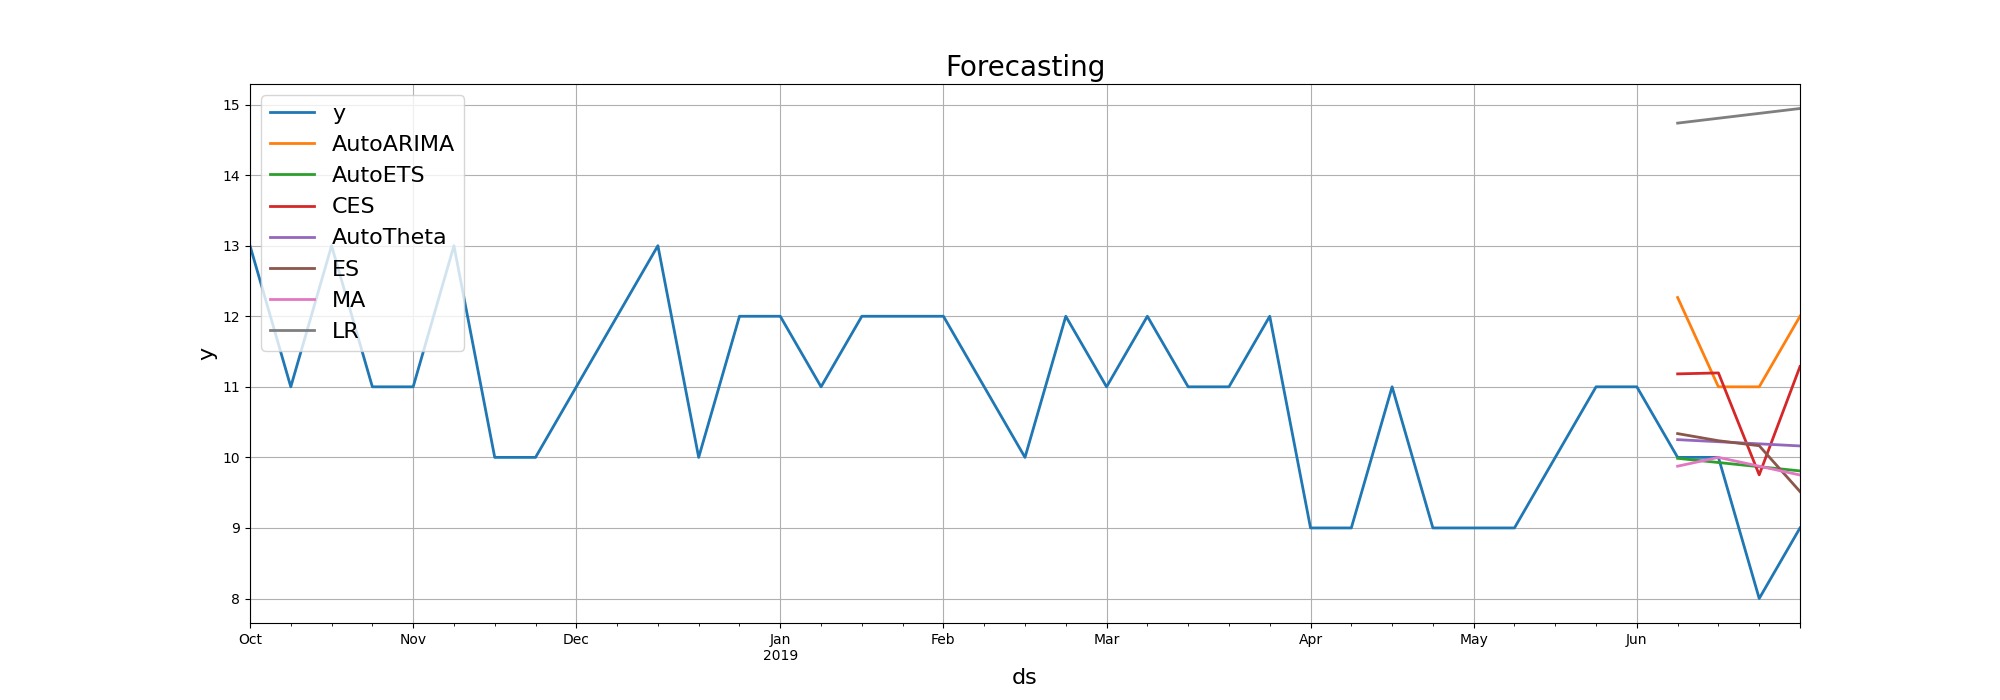 Forecasting
15
14
13
12
11
10
9
8
y
y
AutoARIMA
AutoETS
CES
AutoTheta
ES
MA
LR
Oct
Nov
Dec
Jan
2019
Feb
Mar
Apr
May
Jun
ds